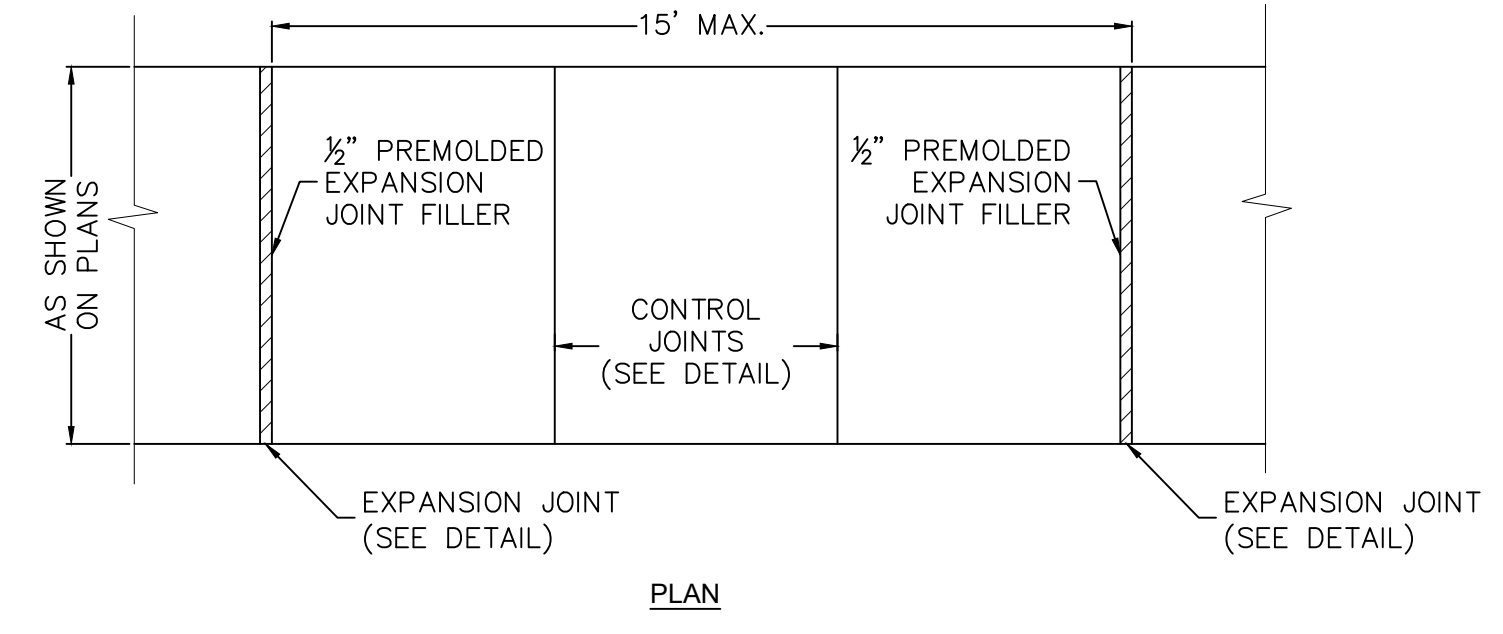 15' MAX.
½" PREMOLDED
EXPANSION
JOINT FILLER
½" PREMOLDED
EXPANSION
JOINT FILLER
AS SHOWN
ON PLANS
CONTROL
JOINTS
(SEE DETAIL)
EXPANSION JOINT
(SEE DETAIL)
EXPANSION JOINT
(SEE DETAIL)
PLAN